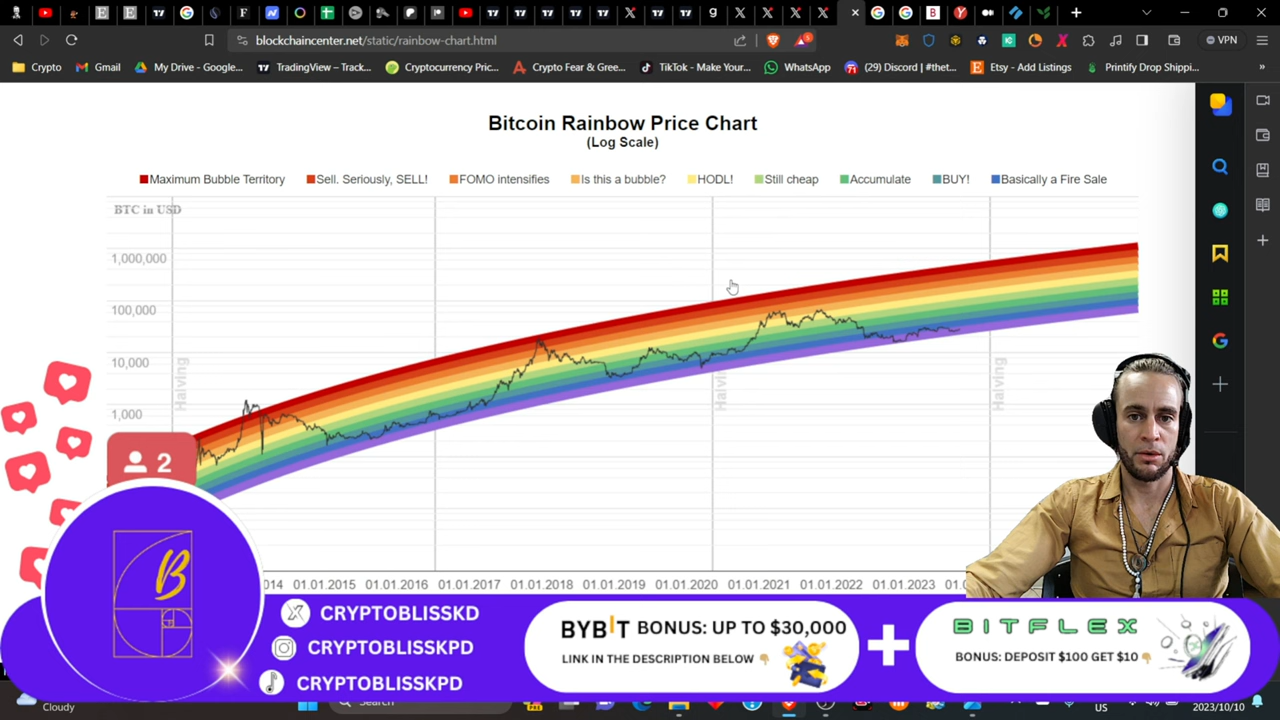 blockchaincenter.net/static/rainbow-chart.html
VPN
Crypto
Gmail
My Drive - Google...
TradingView – Track...
Cryptocurrency Pric...
Crypto Fear & Gree...
TikTok - Make Your...
WhatsApp
(29) Discord | #thet...
Etsy - Add Listings
Printify Drop Shippi...
Bitcoin Rainbow Price Chart
(Log Scale)
Maximum Bubble Territory
Sell. Seriously, SELL!
FOMO intensifies
Is this a bubble?
HODL!
Still cheap
Accumulate
BUY!
Basically a Fire Sale
BTC in USD
1,000,000
100,000
10,000
1,000
Halving
Halving
Halving
2
B
014
01.01.2015
01.01.2016
01.01.2017
01.01.2018
01.01.2019
01.01.2020
01.01.2021
01.01.2022
01.01.2023
CRYPTOBLISSKD
CRYPTOBLISSKPD
CRYPTOBLISSKPD
BYBIT BONUS: UP TO $30,000
LINK IN THE DESCRIPTION BELOW
BITFLEX
BONUS: DEPOSIT $100 GET $10
Cloudy
Search
US
2023/10/10